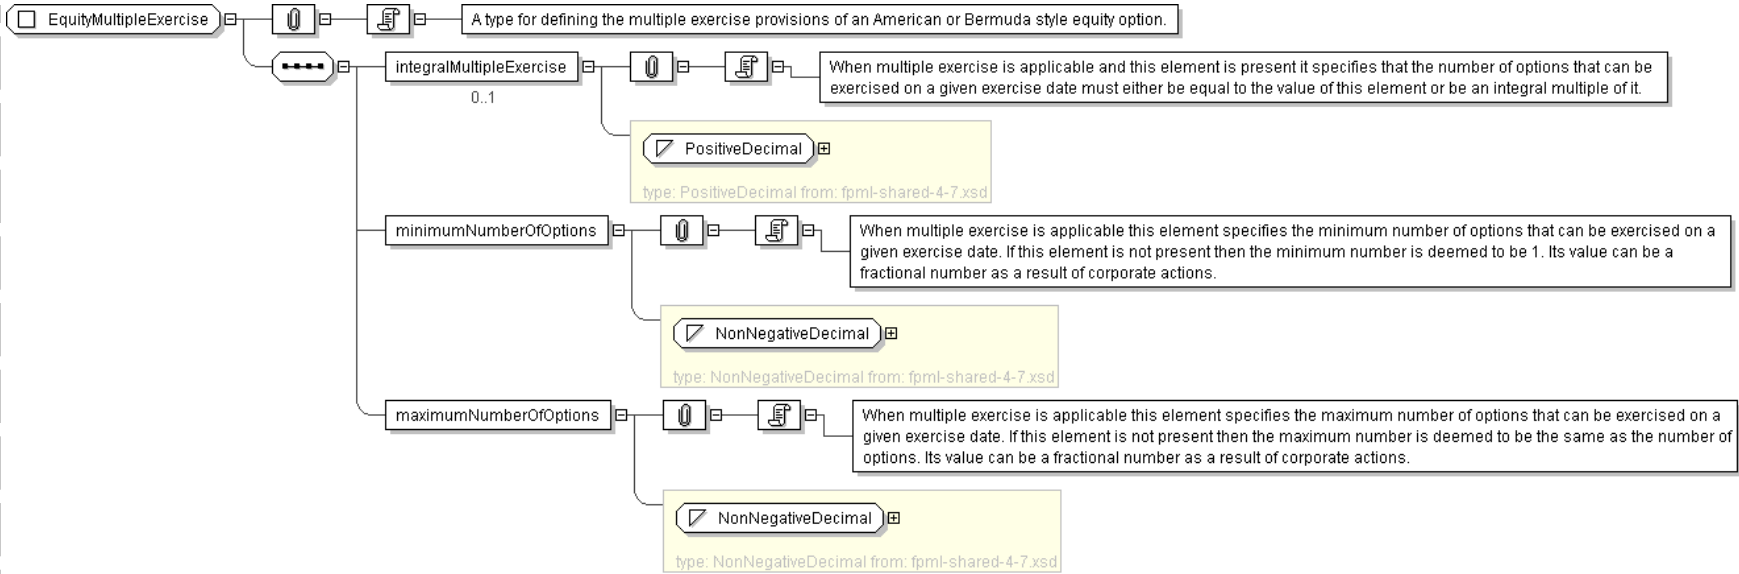 EquityMultipleExercise
A type for defining the multiple exercise provisions of an American or Bermuda style equity option.
integralMultipleExercise
0..1
When multiple exercise is applicable and this element is present it specifies that the number of options that can be
exercised on a given exercise date must either be equal to the value of this element or be an integral multiple of it.
PositiveDecimal
type: PositiveDecimal from: fpml-shared-4-7.xsd
minimumNumberOfOptions
When multiple exercise is applicable this element specifies the minimum number of options that can be exercised on a
given exercise date. If this element is not present then the minimum number is deemed to be 1. Its value can be a
fractional number as a result of corporate actions.
NonNegativeDecimal
type: NonNegativeDecimal from: fpml-shared-4-7.xsd
maximumNumberOfOptions
When multiple exercise is applicable this element specifies the maximum number of options that can be exercised on a
given exercise date. If this element is not present then the maximum number is deemed to be the same as the number of
options. Its value can be a fractional number as a result of corporate actions.
NonNegativeDecimal
type: NonNegativeDecimal from: fpml-shared-4-7.xsd